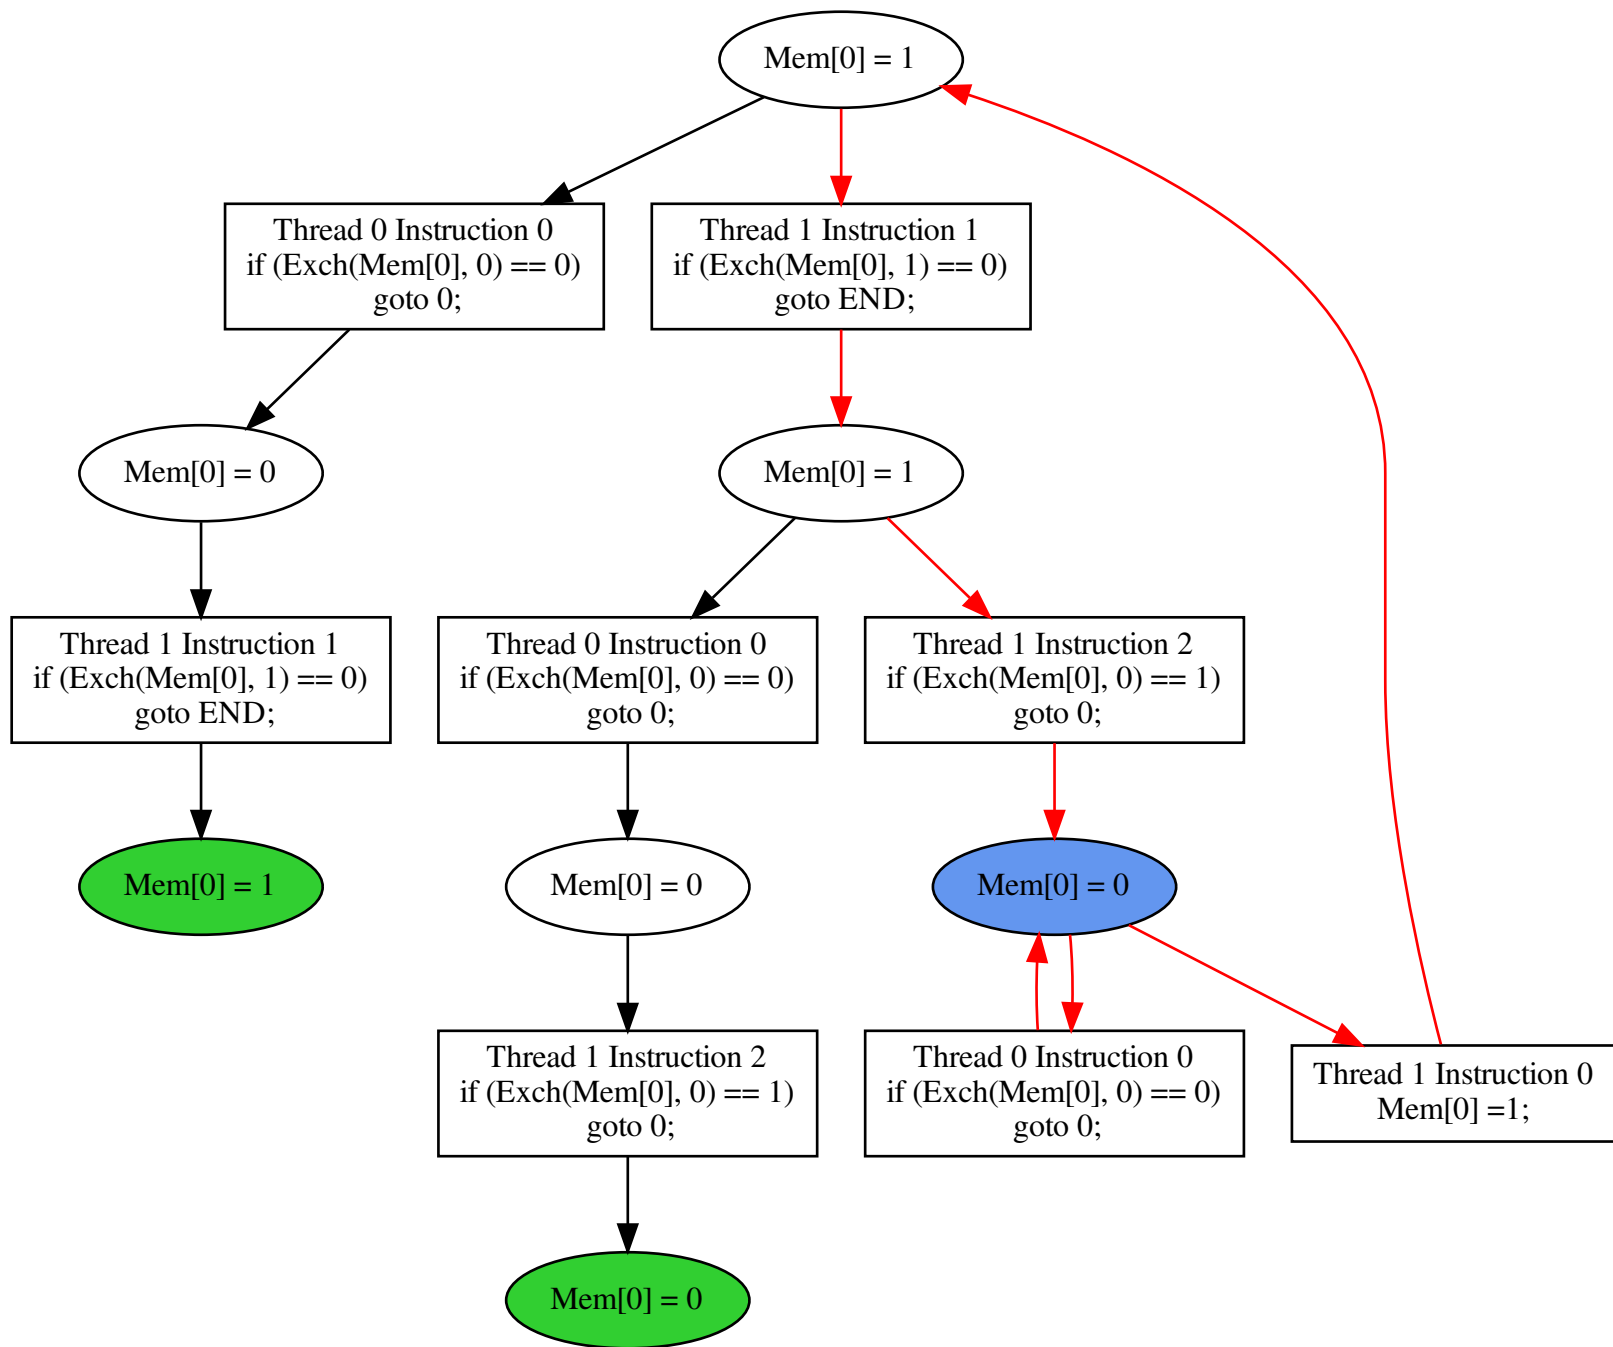 Mem[0] = 1
Thread 0 Instruction 0
if (Exch(Mem[0], 0) == 0)
goto 0;
Thread 1 Instruction 1
if (Exch(Mem[0], 1) == 0)
goto END;
Mem[0] = 0
Mem[0] = 1
Thread 1 Instruction 1
if (Exch(Mem[0], 1) == 0)
goto END;
Thread 0 Instruction 0
if (Exch(Mem[0], 0) == 0)
goto 0;
Thread 1 Instruction 2
if (Exch(Mem[0], 0) == 1)
goto 0;
Mem[0] = 1
Mem[0] = 0
Mem[0] = 0
Thread 1 Instruction 2
if (Exch(Mem[0], 0) == 1)
goto 0;
Thread 0 Instruction 0
if (Exch(Mem[0], 0) == 0)
goto 0;
Thread 1 Instruction 0
Mem[0] =1;
Mem[0] = 0